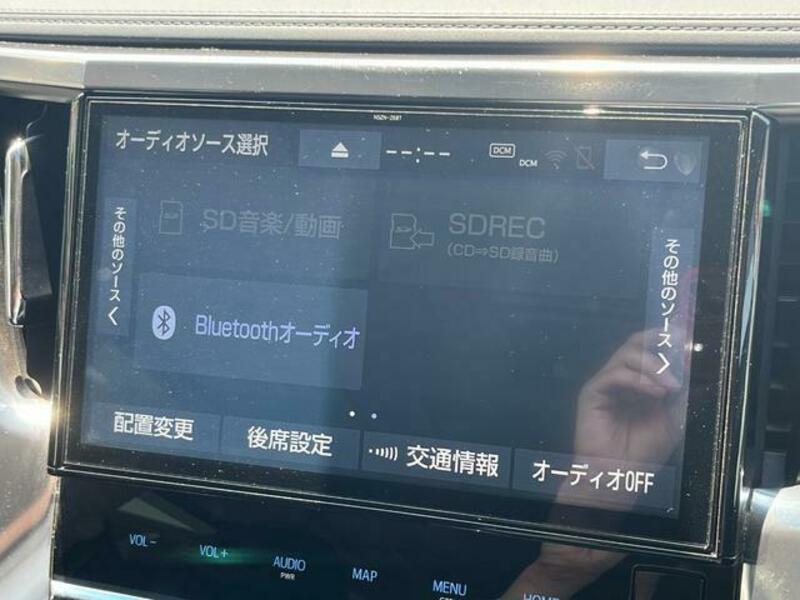 NSZN-Z68T
オーディオソース選択
--:--
DCM
DCM
その他のソース
SD音楽/動画
SDREC
(CD⇒SD録音曲)
その他のソース
Bluetoothオーディオ
配置変更
後席設定
交通情報
オーディオOFF
VOL-
VOL+
AUDIO
PWR
MAP
MENU
HOME